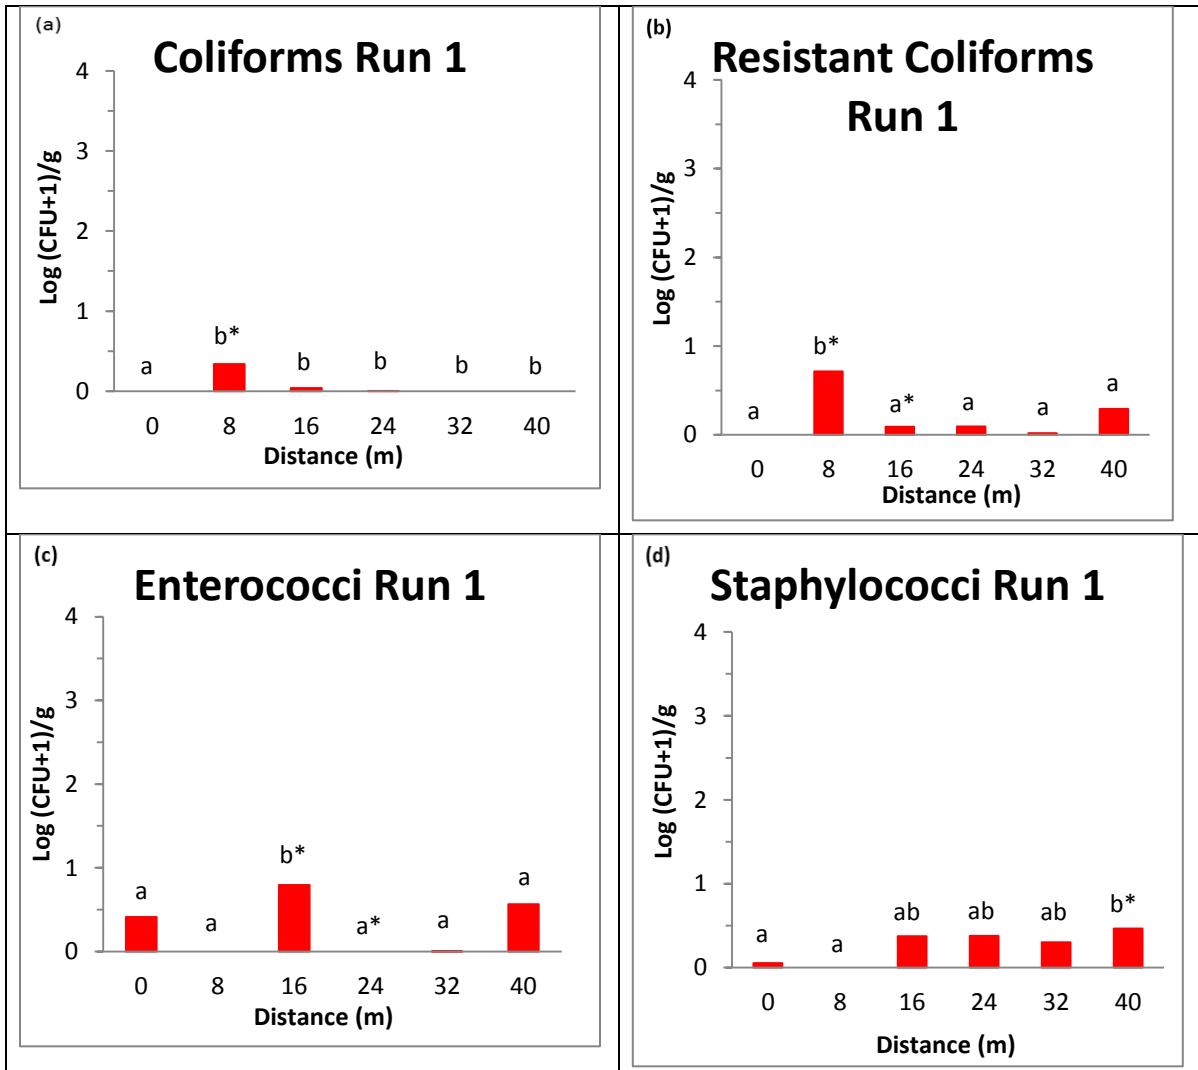 (a)
Coliforms Run 1
4
3
2
1
0
Log (CFU+1)/g
a b* b b b b
0 8 16 24 32 40
Distance (m)
(b)
Resistant Coliforms
Run 1
4
3
2
1
0
Log (CFU+1)/g
a b* a* a a a
0 8 16 24 32 40
Distance (m)
(c)
Enterococci Run 1
4
3
2
1
0
Log (CFU+1)/g
a a b* a* a a
0 8 16 24 32 40
Distance (m)
(d)
Staphylococci Run 1
4
3
2
1
0
Log (CFU+1)/g
a a ab ab ab b*
0 8 16 24 32 40
Distance (m)